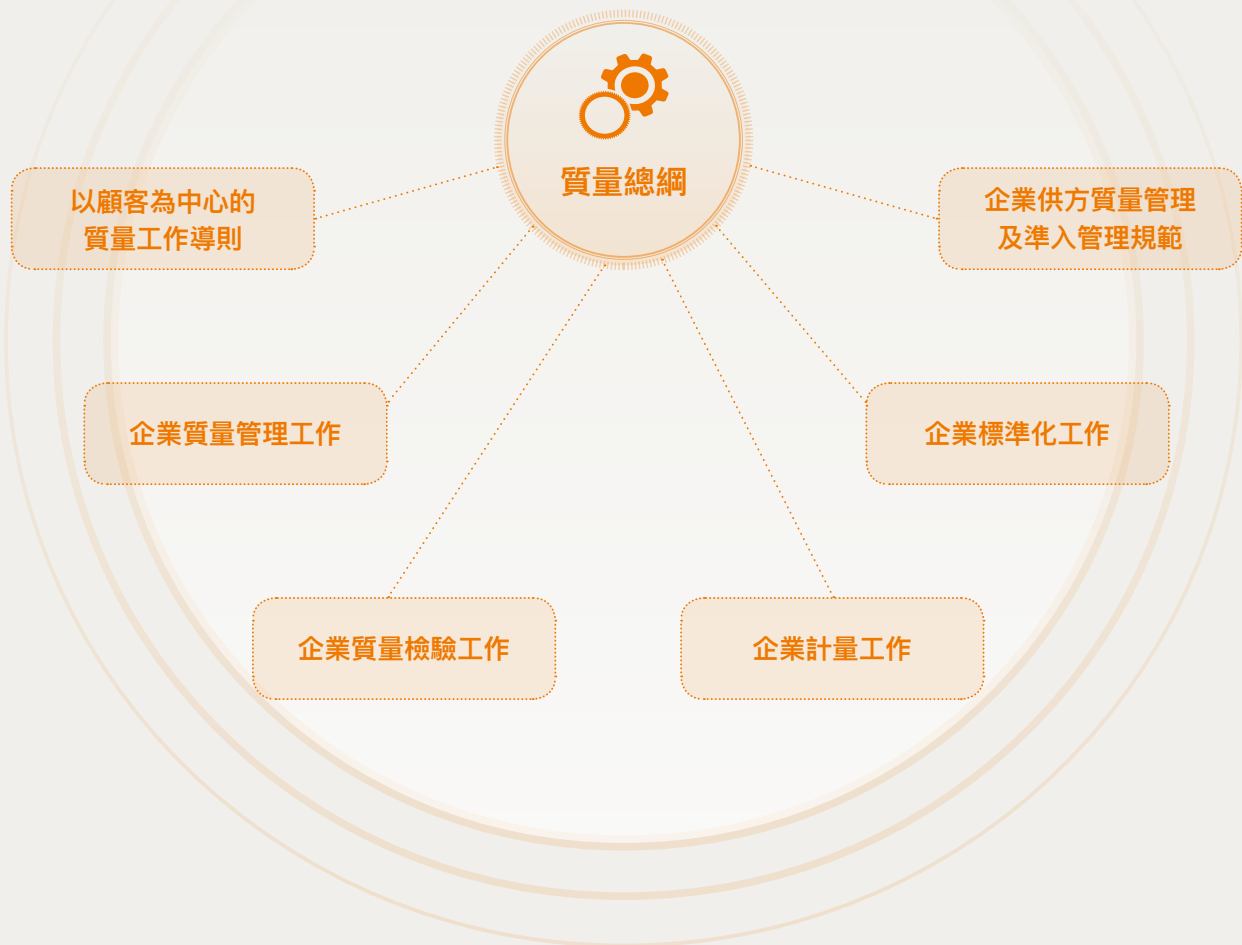 質量總綱
以顧客為中心的
質量工作導則
企業供方質量管理
及準入管理規範
企業質量管理工作
企業標準化工作
企業質量檢驗工作
企業計量工作